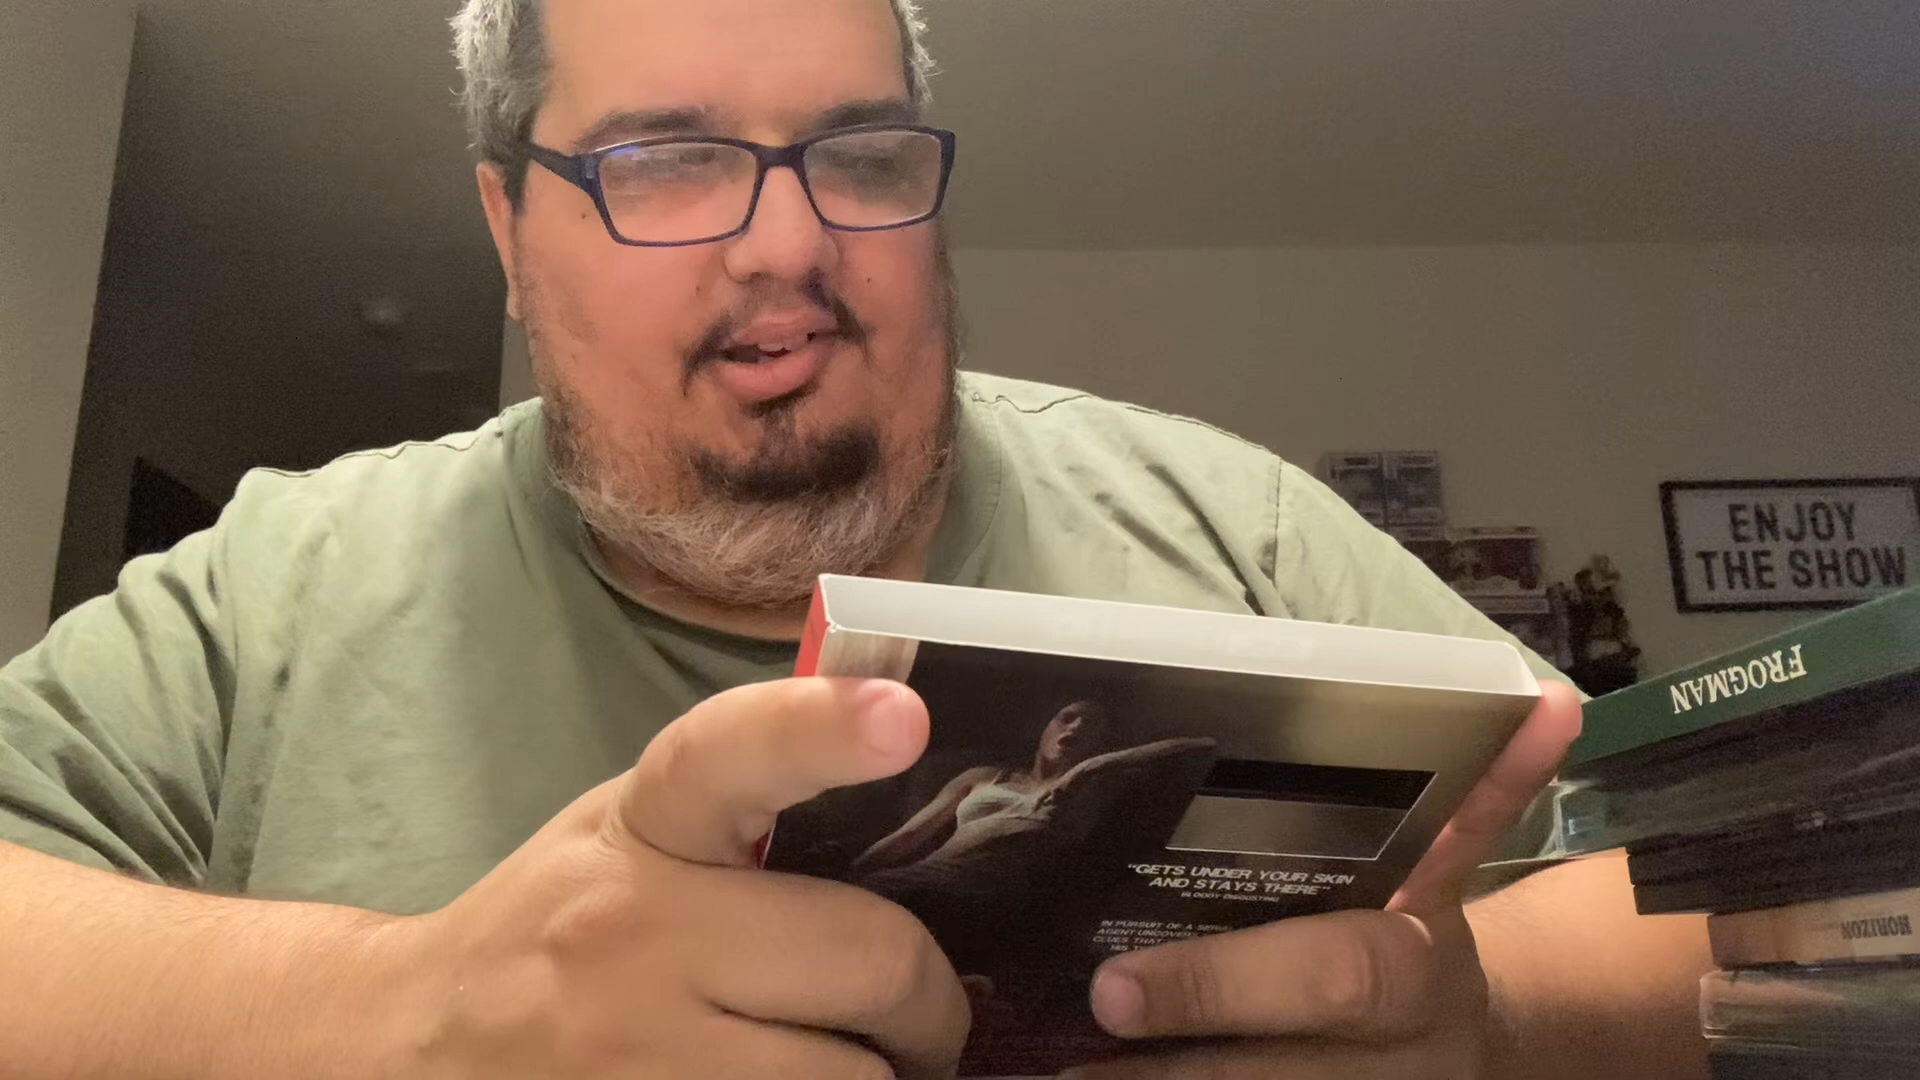 ENJOY
THE SHOW
FROGMAN
"GETS UNDER YOUR SKIN
AND STAYS THERE"
BLOODY DISGUSTING
IN PURSUIT OF A
AGENT UNCOVERS
CLUES THAT
HIS
HORIZON